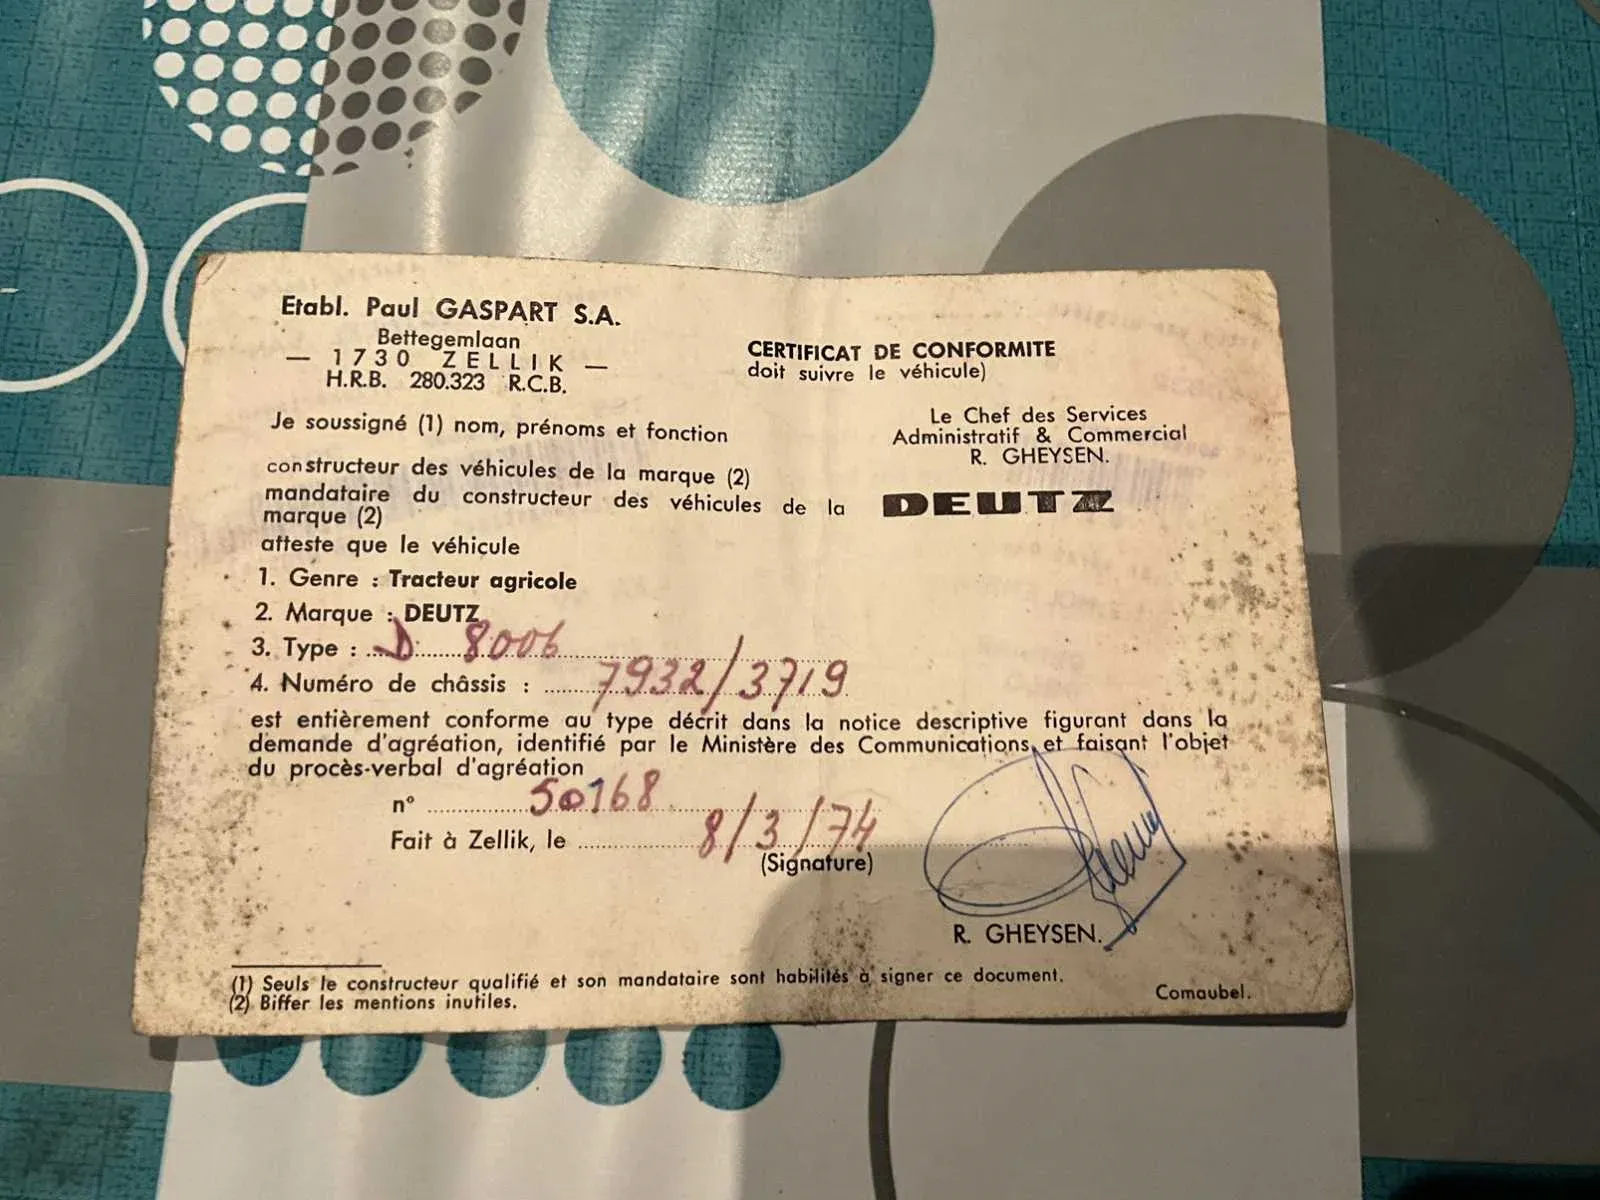 Etabl. Paul GASPART S.A.
Bettegemlaan
— 1730 ZELLIK —
H.R.B. 280.323 R.C.B.
CERTIFICAT DE CONFORMITE
doit suivre le véhicule)
Je soussigné (1) nom, prénoms et fonction
Le Chef des Services
Administratif & Commercial
R. GHEYSEN.
constructeur des véhicules de la marque (2)
mandataire du constructeur des véhicules de la
marque (2)
DEUTZ
atteste que le véhicule
1. Genre : Tracteur agricole
2. Marque : DEUTZ
3. Type : D 8006
4. Numéro de châssis : 7932/3719
est entièrement conforme au type décrit dans la notice descriptive figurant dans la
demande d'agréation, identifié par le Ministère des Communications et faisant l'objet
du procès-verbal d'agréation
n° 50168
Fait à Zellik, le 8/3/74
(Signature)
R. GHEYSEN.
(1) Seuls le constructeur qualifié et son mandataire sont habilités à signer ce document.
(2) Biffer les mentions inutiles.
Comaubel.